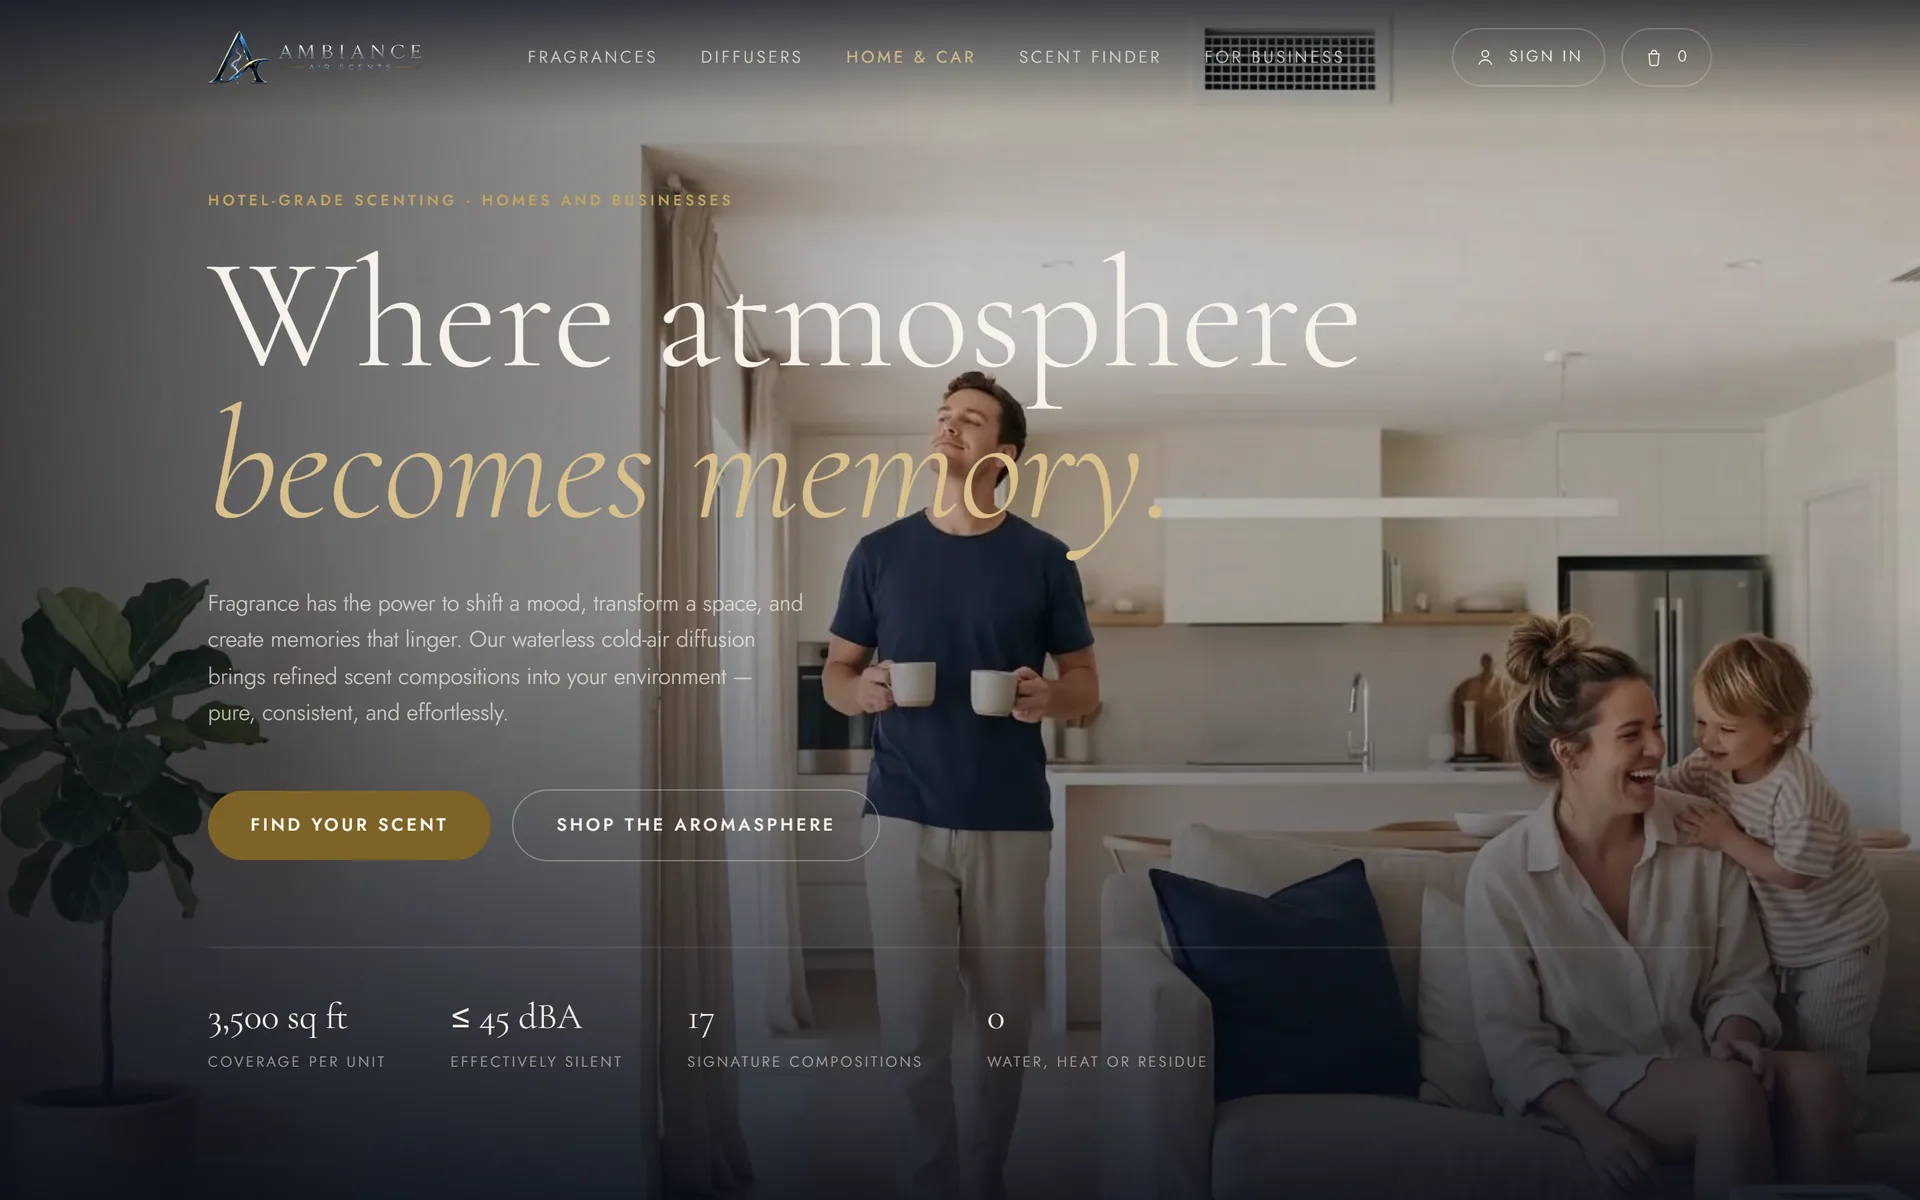 AMBIANCE
AIR SCENTS
FRAGRANCES
DIFFUSERS
HOME & CAR
SCENT FINDER
FOR BUSINESS
SIGN IN
0
HOTEL-GRADE SCENTING · HOMES AND BUSINESSES
Where atmosphere
becomes memory.
Fragrance has the power to shift a mood, transform a space, and
create memories that linger. Our waterless cold-air diffusion
brings refined scent compositions into your environment —
pure, consistent, and effortlessly.
FIND YOUR SCENT
SHOP THE AROMASPHERE
3,500 sq ft
COVERAGE PER UNIT
≤ 45 dBA
EFFECTIVELY SILENT
17
SIGNATURE COMPOSITIONS
0
WATER, HEAT OR RESIDUE